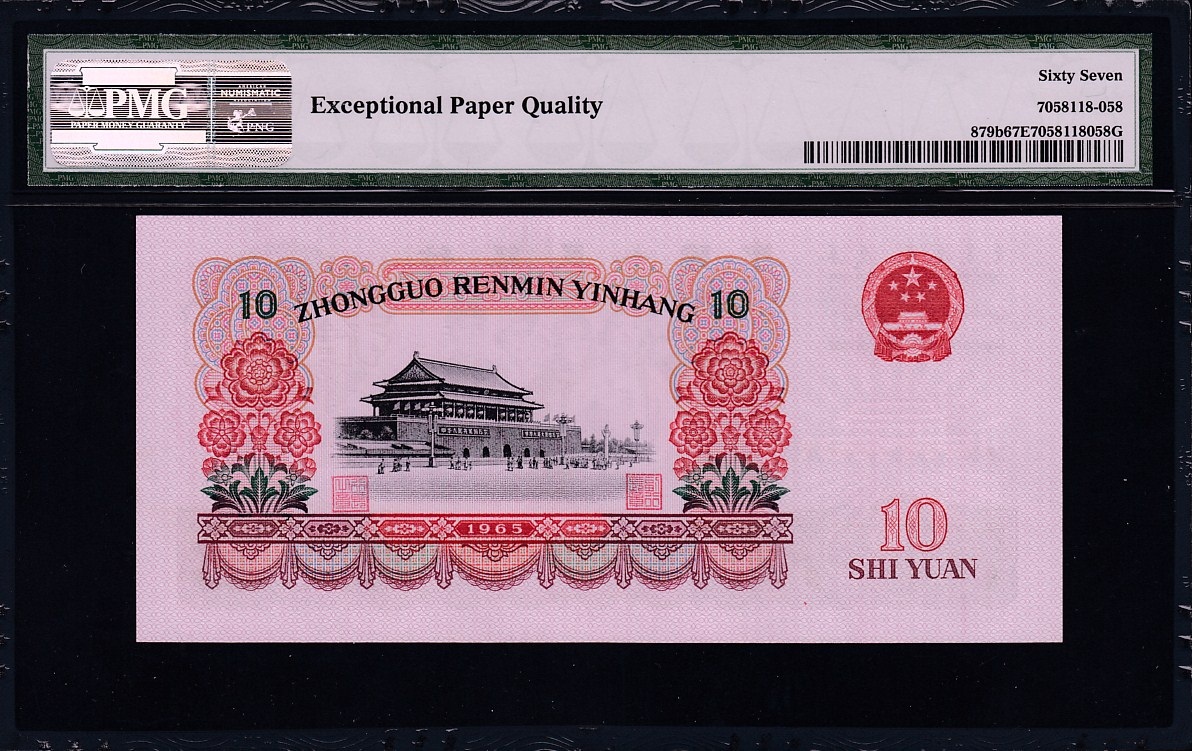 PMG
PAPER MONEY GUARANTY
NUMISMATIC
PNG
Exceptional Paper Quality
Sixty Seven
7058118-058
879b67E7058118058G
10 ZHONGGUO RENMIN YINHANG 10
1965
10
SHI YUAN